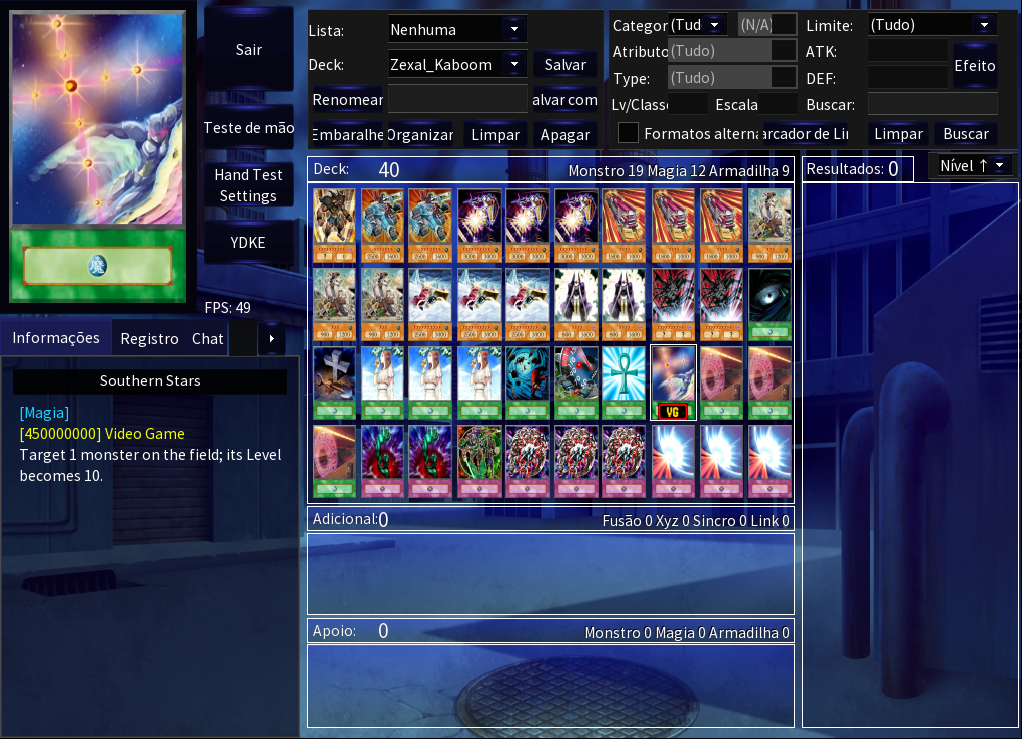 Sair
Teste de mão
Hand Test
Settings
YDKE
FPS: 49
Lista:
Nenhuma
Deck:
Zexal_Kaboom
Salvar
Renomear
alvar com
Embaralhe
Organizar
Limpar
Apagar
Categor
(Tud
(N/A)
Limite:
(Tudo)
Atributo
(Tudo)
ATK:
Efeito
Type:
(Tudo)
DEF:
Lv/Classe
Escala
Buscar:
Formatos alterna
arcador de Lin
Limpar
Buscar
Deck:
40
Monstro 19 Magia 12 Armadilha 9
Resultados: 0
Nível ↑
VG
Informações
Registro
Chat
Southern Stars
[Magia]
[450000000] Video Game
Target 1 monster on the field; its Level
becomes 10.
Adicional:0
Fusão 0 Xyz 0 Sincro 0 Link 0
Apoio:
0
Monstro 0 Magia 0 Armadilha 0